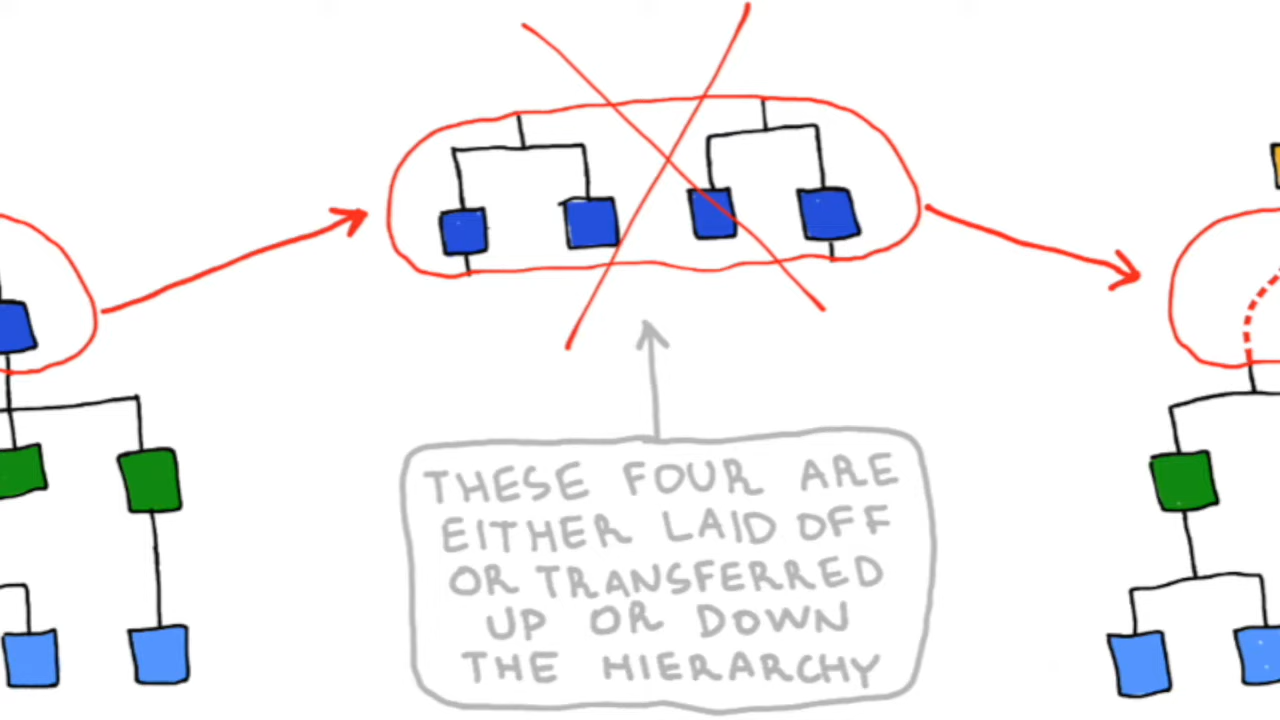 THESE FOUR ARE
EITHER LAID OFF
OR TRANSFERRED
UP OR DOWN
THE HIERARCHY